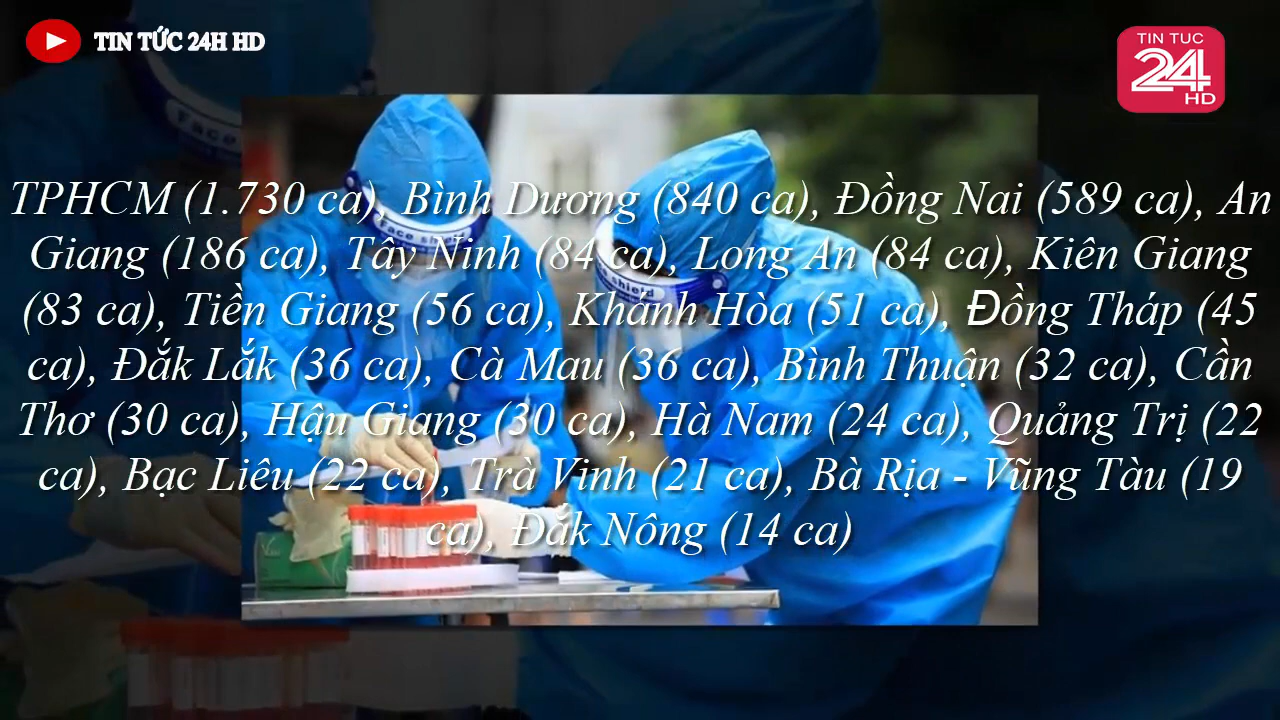 TIN TỨC 24H HD
TIN TUC
24
HD
TPHCM (1.730 ca), Bình Dương (840 ca), Đồng Nai (589 ca), An
Giang (186 ca), Tây Ninh (84 ca), Long An (84 ca), Kiên Giang
(83 ca), Tiền Giang (56 ca), Khánh Hòa (51 ca), Đồng Tháp (45
ca), Đắk Lắk (36 ca), Cà Mau (36 ca), Bình Thuận (32 ca), Cần
Thơ (30 ca), Hậu Giang (30 ca), Hà Nam (24 ca), Quảng Trị (22
ca), Bạc Liêu (22 ca), Trà Vinh (21 ca), Bà Rịa - Vũng Tàu (19
ca), Đắk Nông (14 ca)
Face shield
Face shield